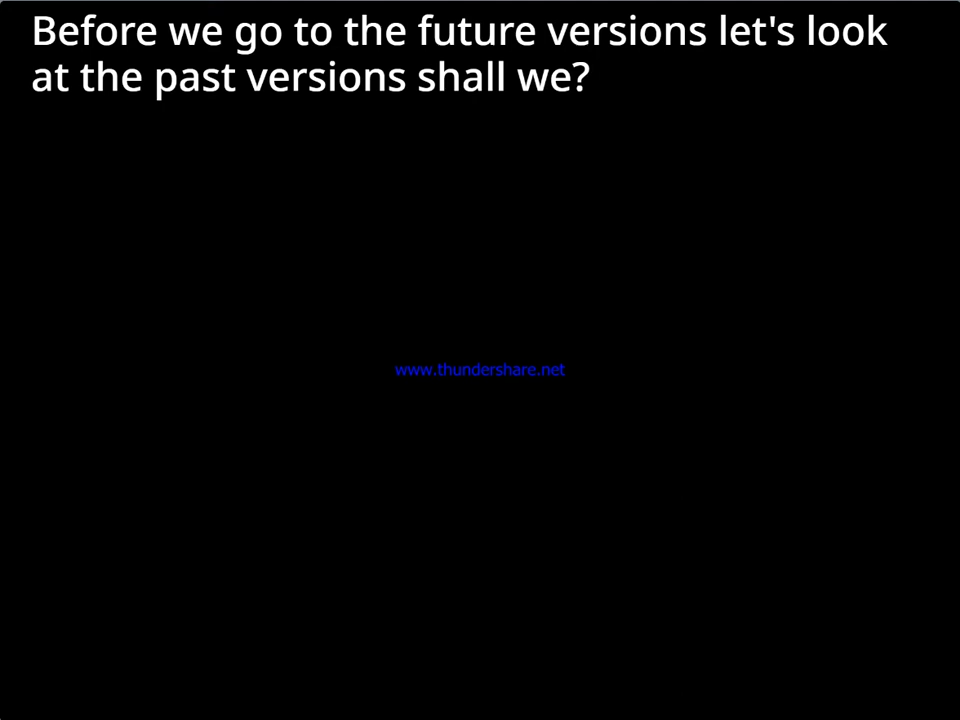 Before we go to the future versions let's look
at the past versions shall we?
www.thundershare.net